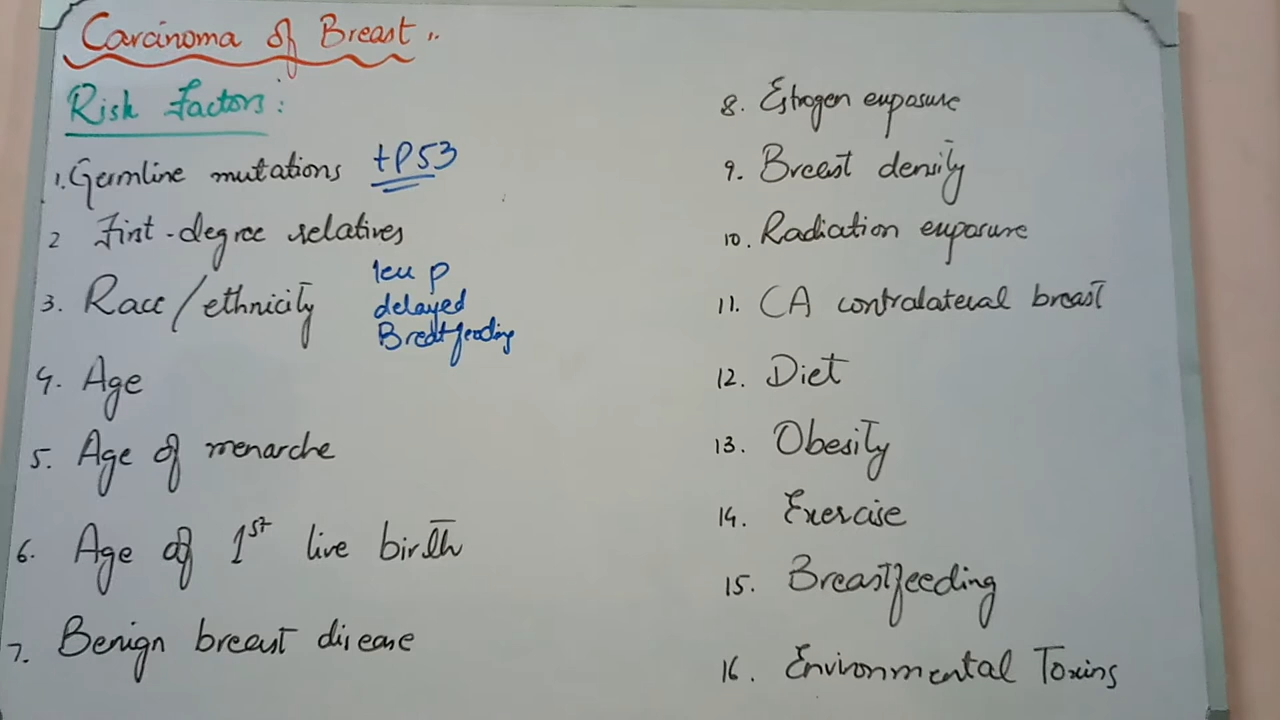 Carcinoma of Breast ..
Risk Factors:
1. Germline mutations tP53
2 First-degree relatives
3. Race/ethnicity
less p
delayed
Breastfeeding
4. Age
5. Age of menarche
6. Age of 1st live birth
7. Benign breast disease
8. Estrogen exposure
9. Breast density
10. Radiation exposure
11. CA contralateral breast
12. Diet
13. Obesity
14. Exercise
15. Breastfeeding
16. Environmental Toxins